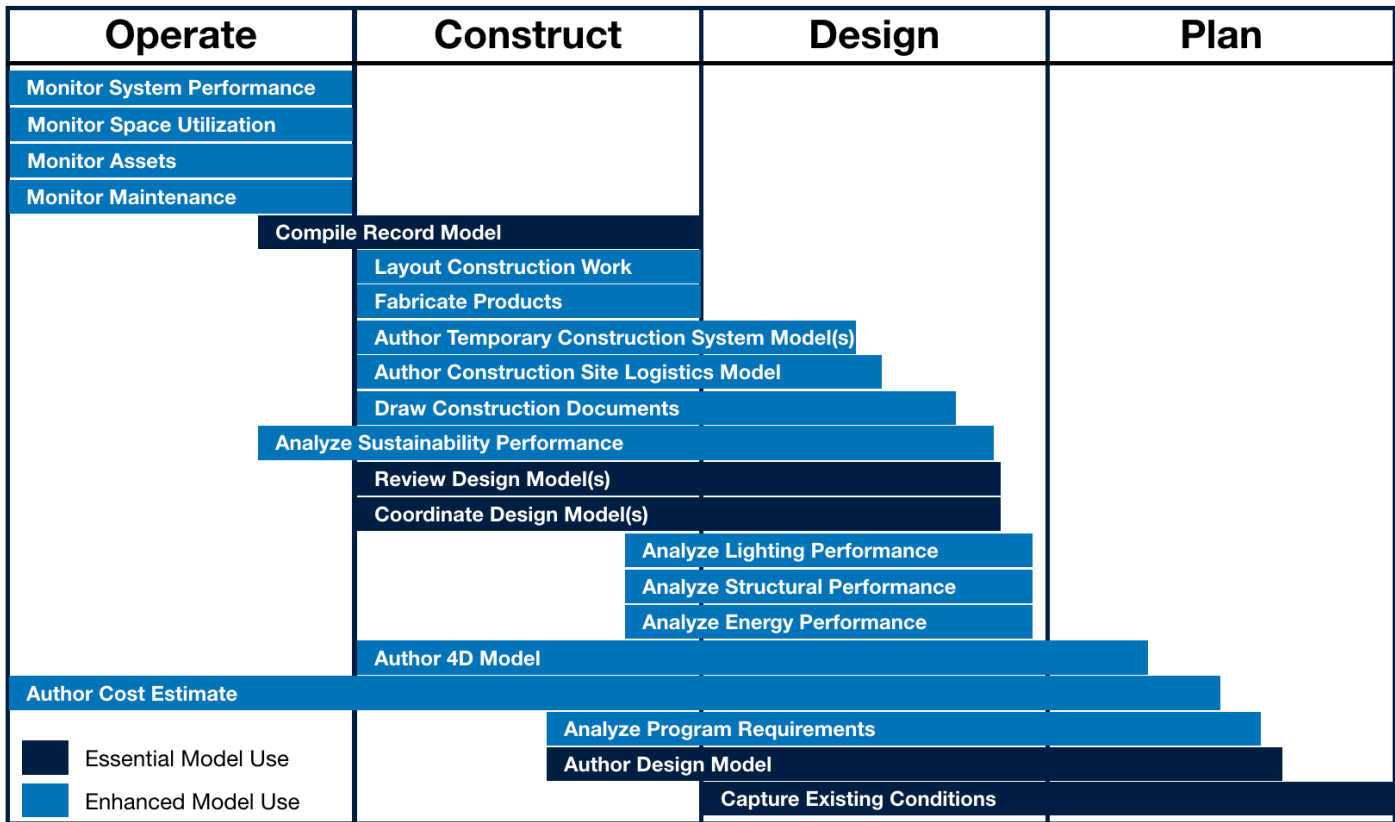 Operate
Construct
Design
Plan
Monitor System Performance
Monitor Space Utilization
Monitor Assets
Monitor Maintenance
Compile Record Model
Layout Construction Work
Fabricate Products
Author Temporary Construction System Model(s)
Author Construction Site Logistics Model
Draw Construction Documents
Analyze Sustainability Performance
Review Design Model(s)
Coordinate Design Model(s)
Analyze Lighting Performance
Analyze Structural Performance
Analyze Energy Performance
Author 4D Model
Author Cost Estimate
Analyze Program Requirements
Author Design Model
Capture Existing Conditions
Essential Model Use
Enhanced Model Use